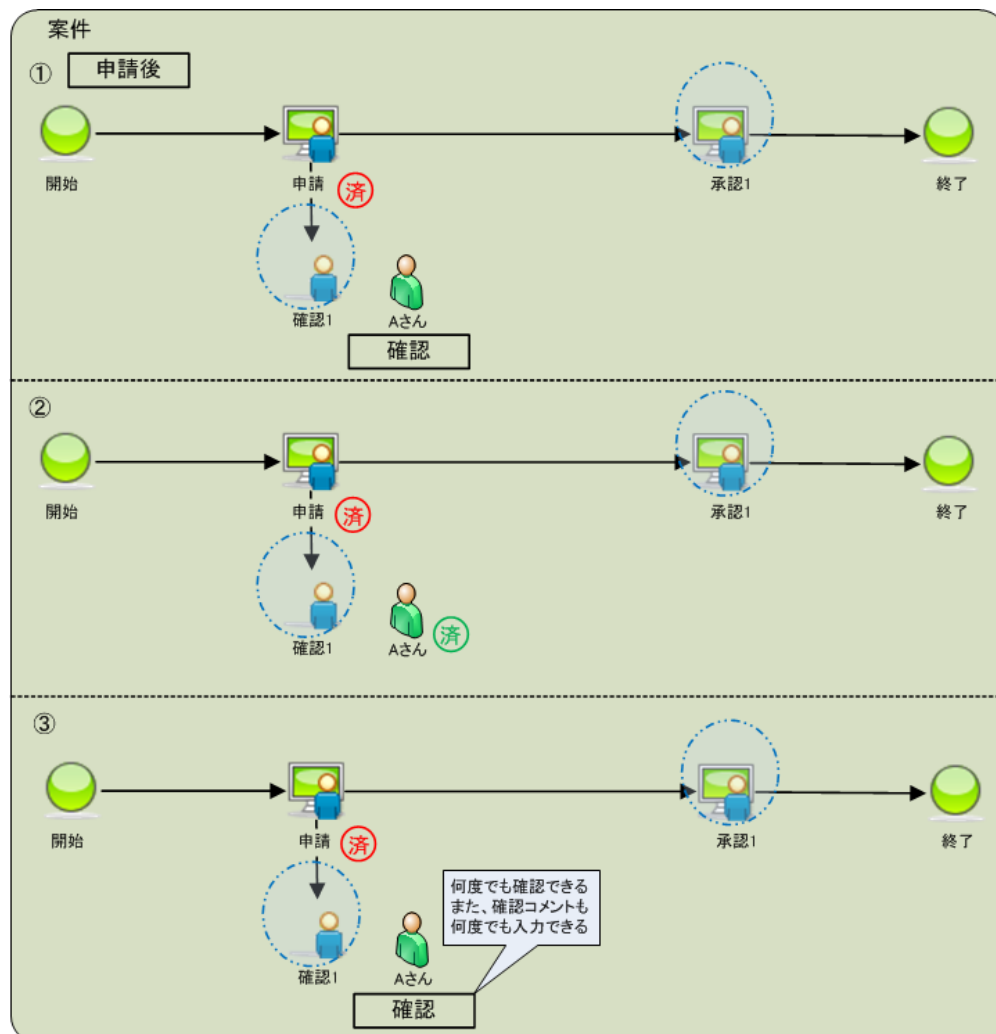 案件
① 申請後
開始
申請
済
承認1
終了
確認1
Aさん
確認
②
開始
申請
済
承認1
終了
確認1
Aさん
済
③
開始
申請
済
承認1
終了
何度でも確認できる
また、確認コメントも
何度でも入力できる
確認1
Aさん
確認